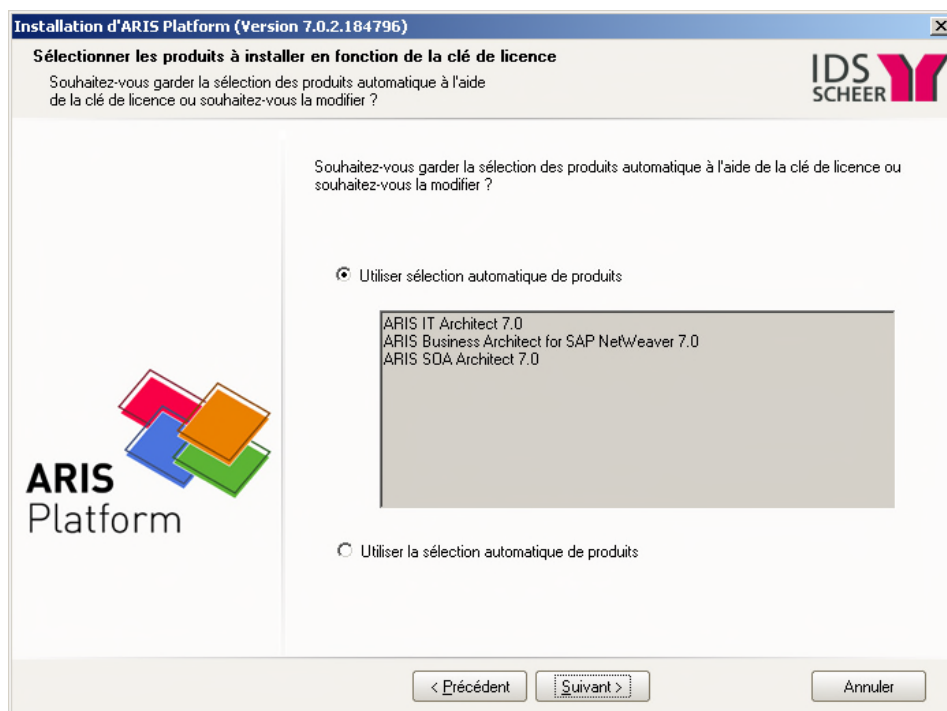 Installation d'ARIS Platform (Version 7.0.2.184796)
Sélectionner les produits à installer en fonction de la clé de licence
Souhaitez-vous garder la sélection des produits automatique à l'aide
de la clé de licence ou souhaitez-vous la modifier ?
IDS
SCHEER
Souhaitez-vous garder la sélection des produits automatique à l'aide de la clé de licence ou
souhaitez-vous la modifier ?
Utiliser sélection automatique de produits
ARIS IT Architect 7.0
ARIS Business Architect for SAP NetWeaver 7.0
ARIS SOA Architect 7.0
ARIS
Platform
Utiliser la sélection automatique de produits
< Précédent
Suivant >
Annuler